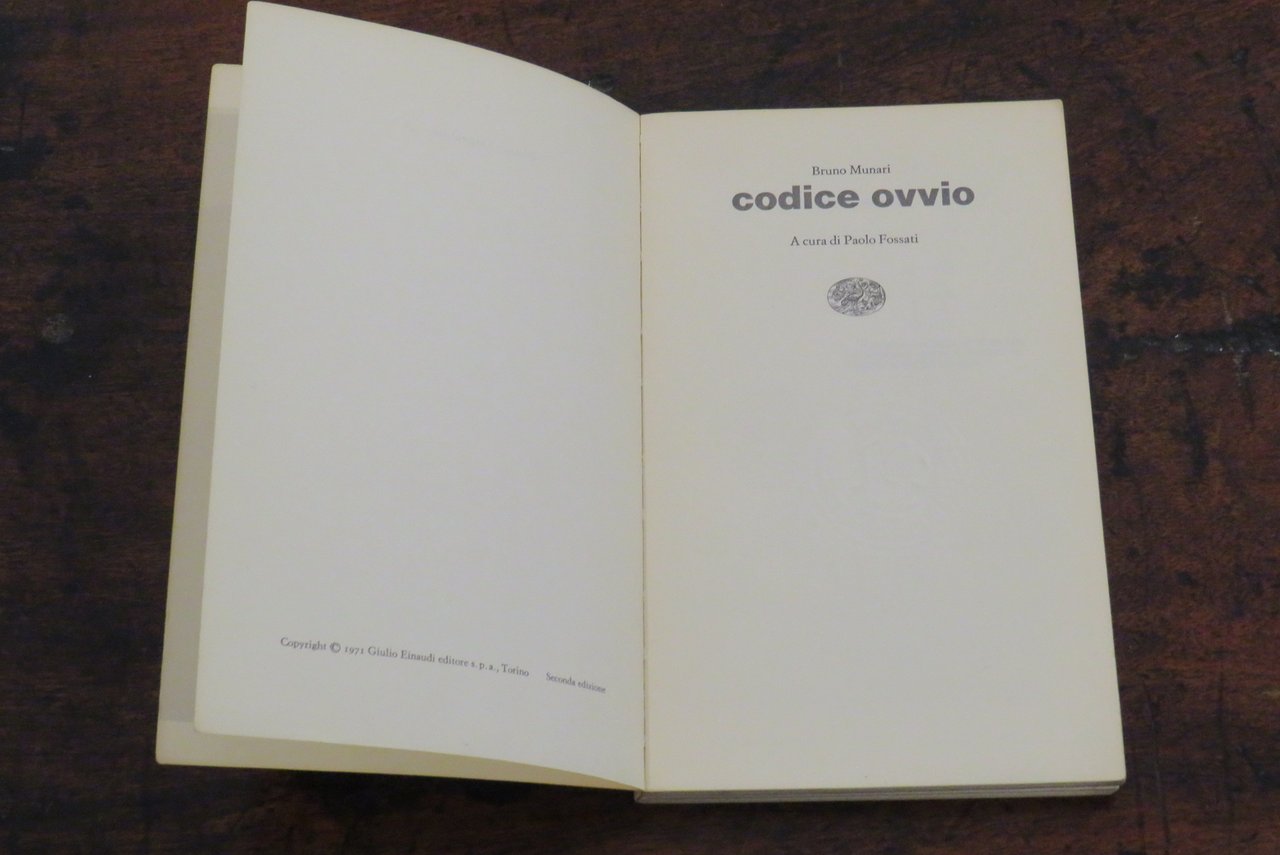 Copyright © 1971 Giulio Einaudi editore s. p. a., Torino Seconda edizione
Bruno Munari
codice ovvio
A cura di Paolo Fossati